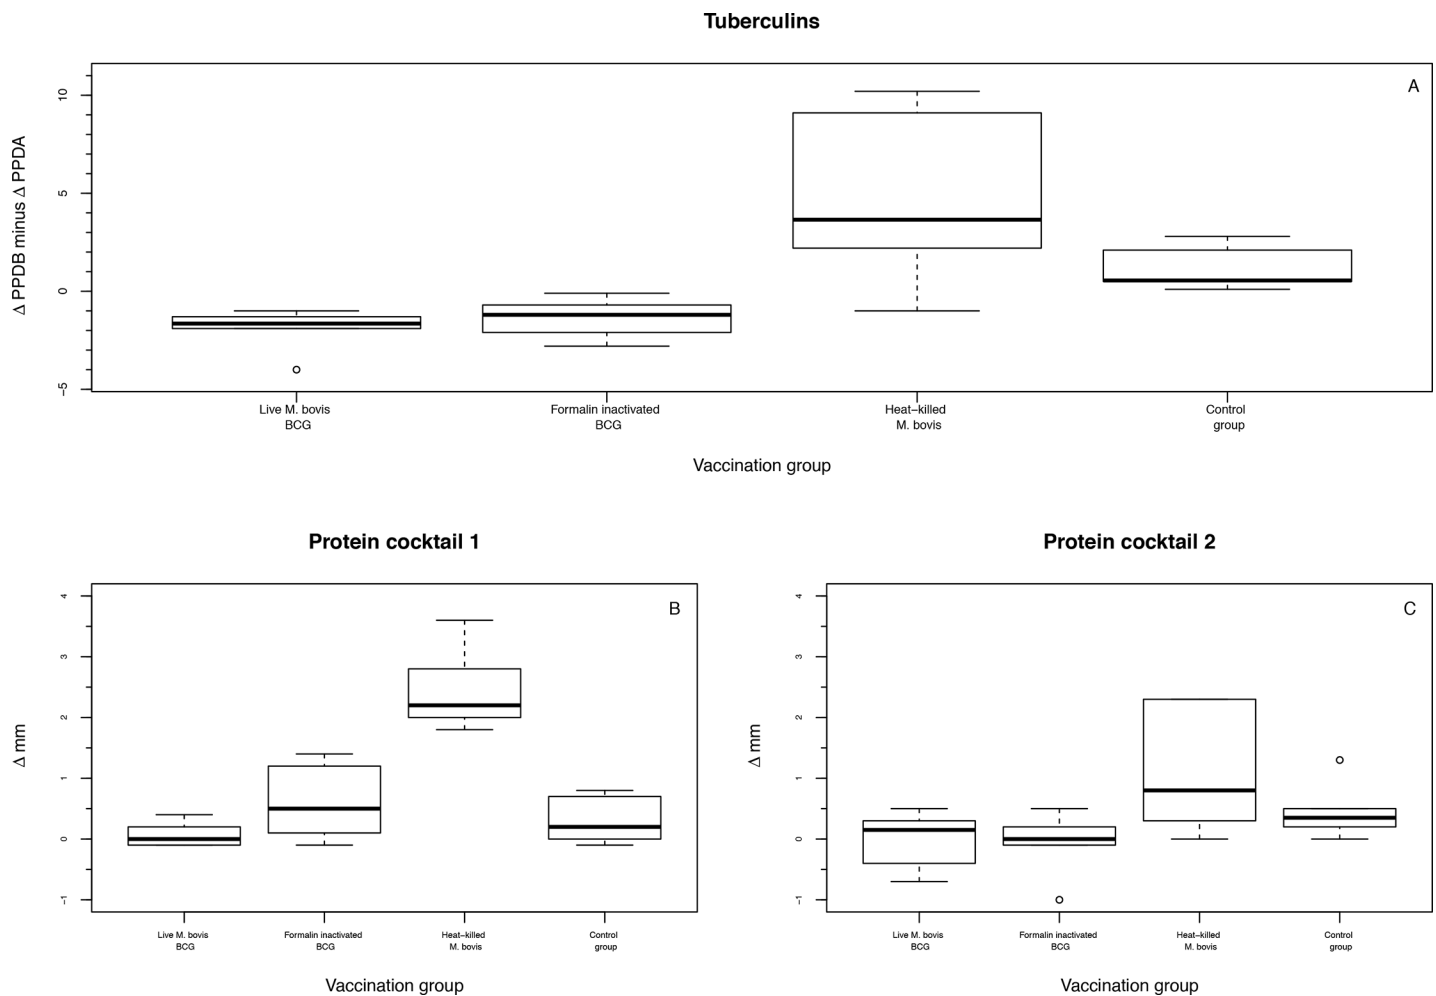 Tuberculins
A
Δ PPDB minus Δ PPDA
10
5
0
−5
Live M. bovis
BCG
Formalin inactivated
BCG
Heat−killed
M. bovis
Control
group
Vaccination group
Protein cocktail 1
B
Δ mm
4
3
2
1
0
−1
Live M. bovis
BCG
Formalin inactivated
BCG
Heat−killed
M. bovis
Control
group
Vaccination group
Protein cocktail 2
C
Δ mm
4
3
2
1
0
−1
Live M. bovis
BCG
Formalin inactivated
BCG
Heat−killed
M. bovis
Control
group
Vaccination group